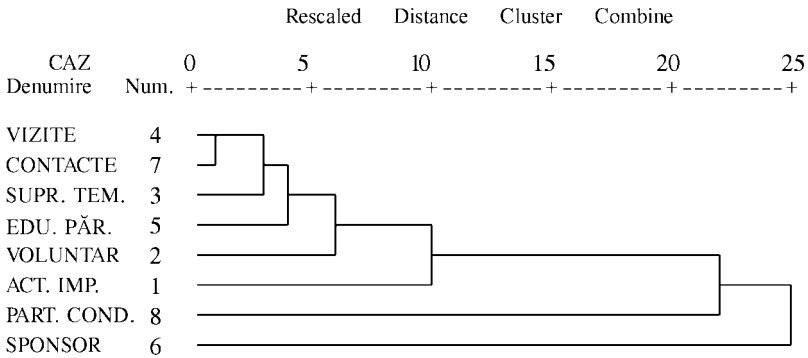 Rescaled Distance Cluster Combine
CAZ 0 5 10 15 20 25
Denumire Num. + ---------+---------+---------+---------+---------+
VIZITE 4
CONTACTE 7
SUPR. TEM. 3
EDU. PĂR. 5
VOLUNTAR 2
ACT. IMP. 1
PART. COND. 8
SPONSOR 6